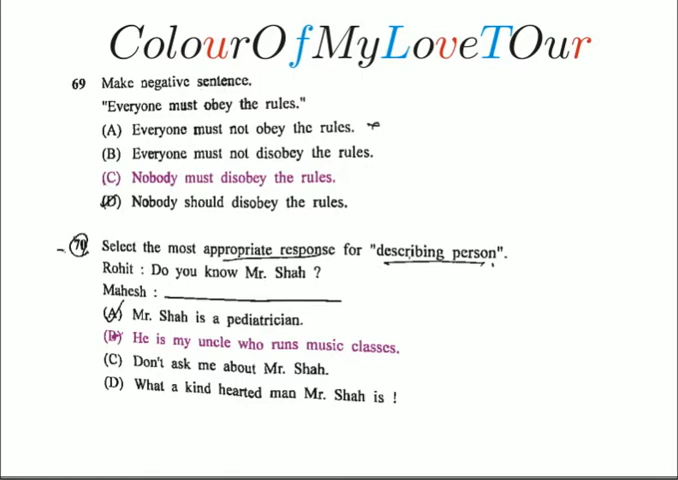 ColourOfMyLoveTOur
69 Make negative sentence.
"Everyone must obey the rules."
(A) Everyone must not obey the rules.
(B) Everyone must not disobey the rules.
(C) Nobody must disobey the rules.
(D) Nobody should disobey the rules.
70 Select the most appropriate response for "describing person".
Rohit : Do you know Mr. Shah ?
Mahesh :
(A) Mr. Shah is a pediatrician.
(B) He is my uncle who runs music classes.
(C) Don't ask me about Mr. Shah.
(D) What a kind hearted man Mr. Shah is !